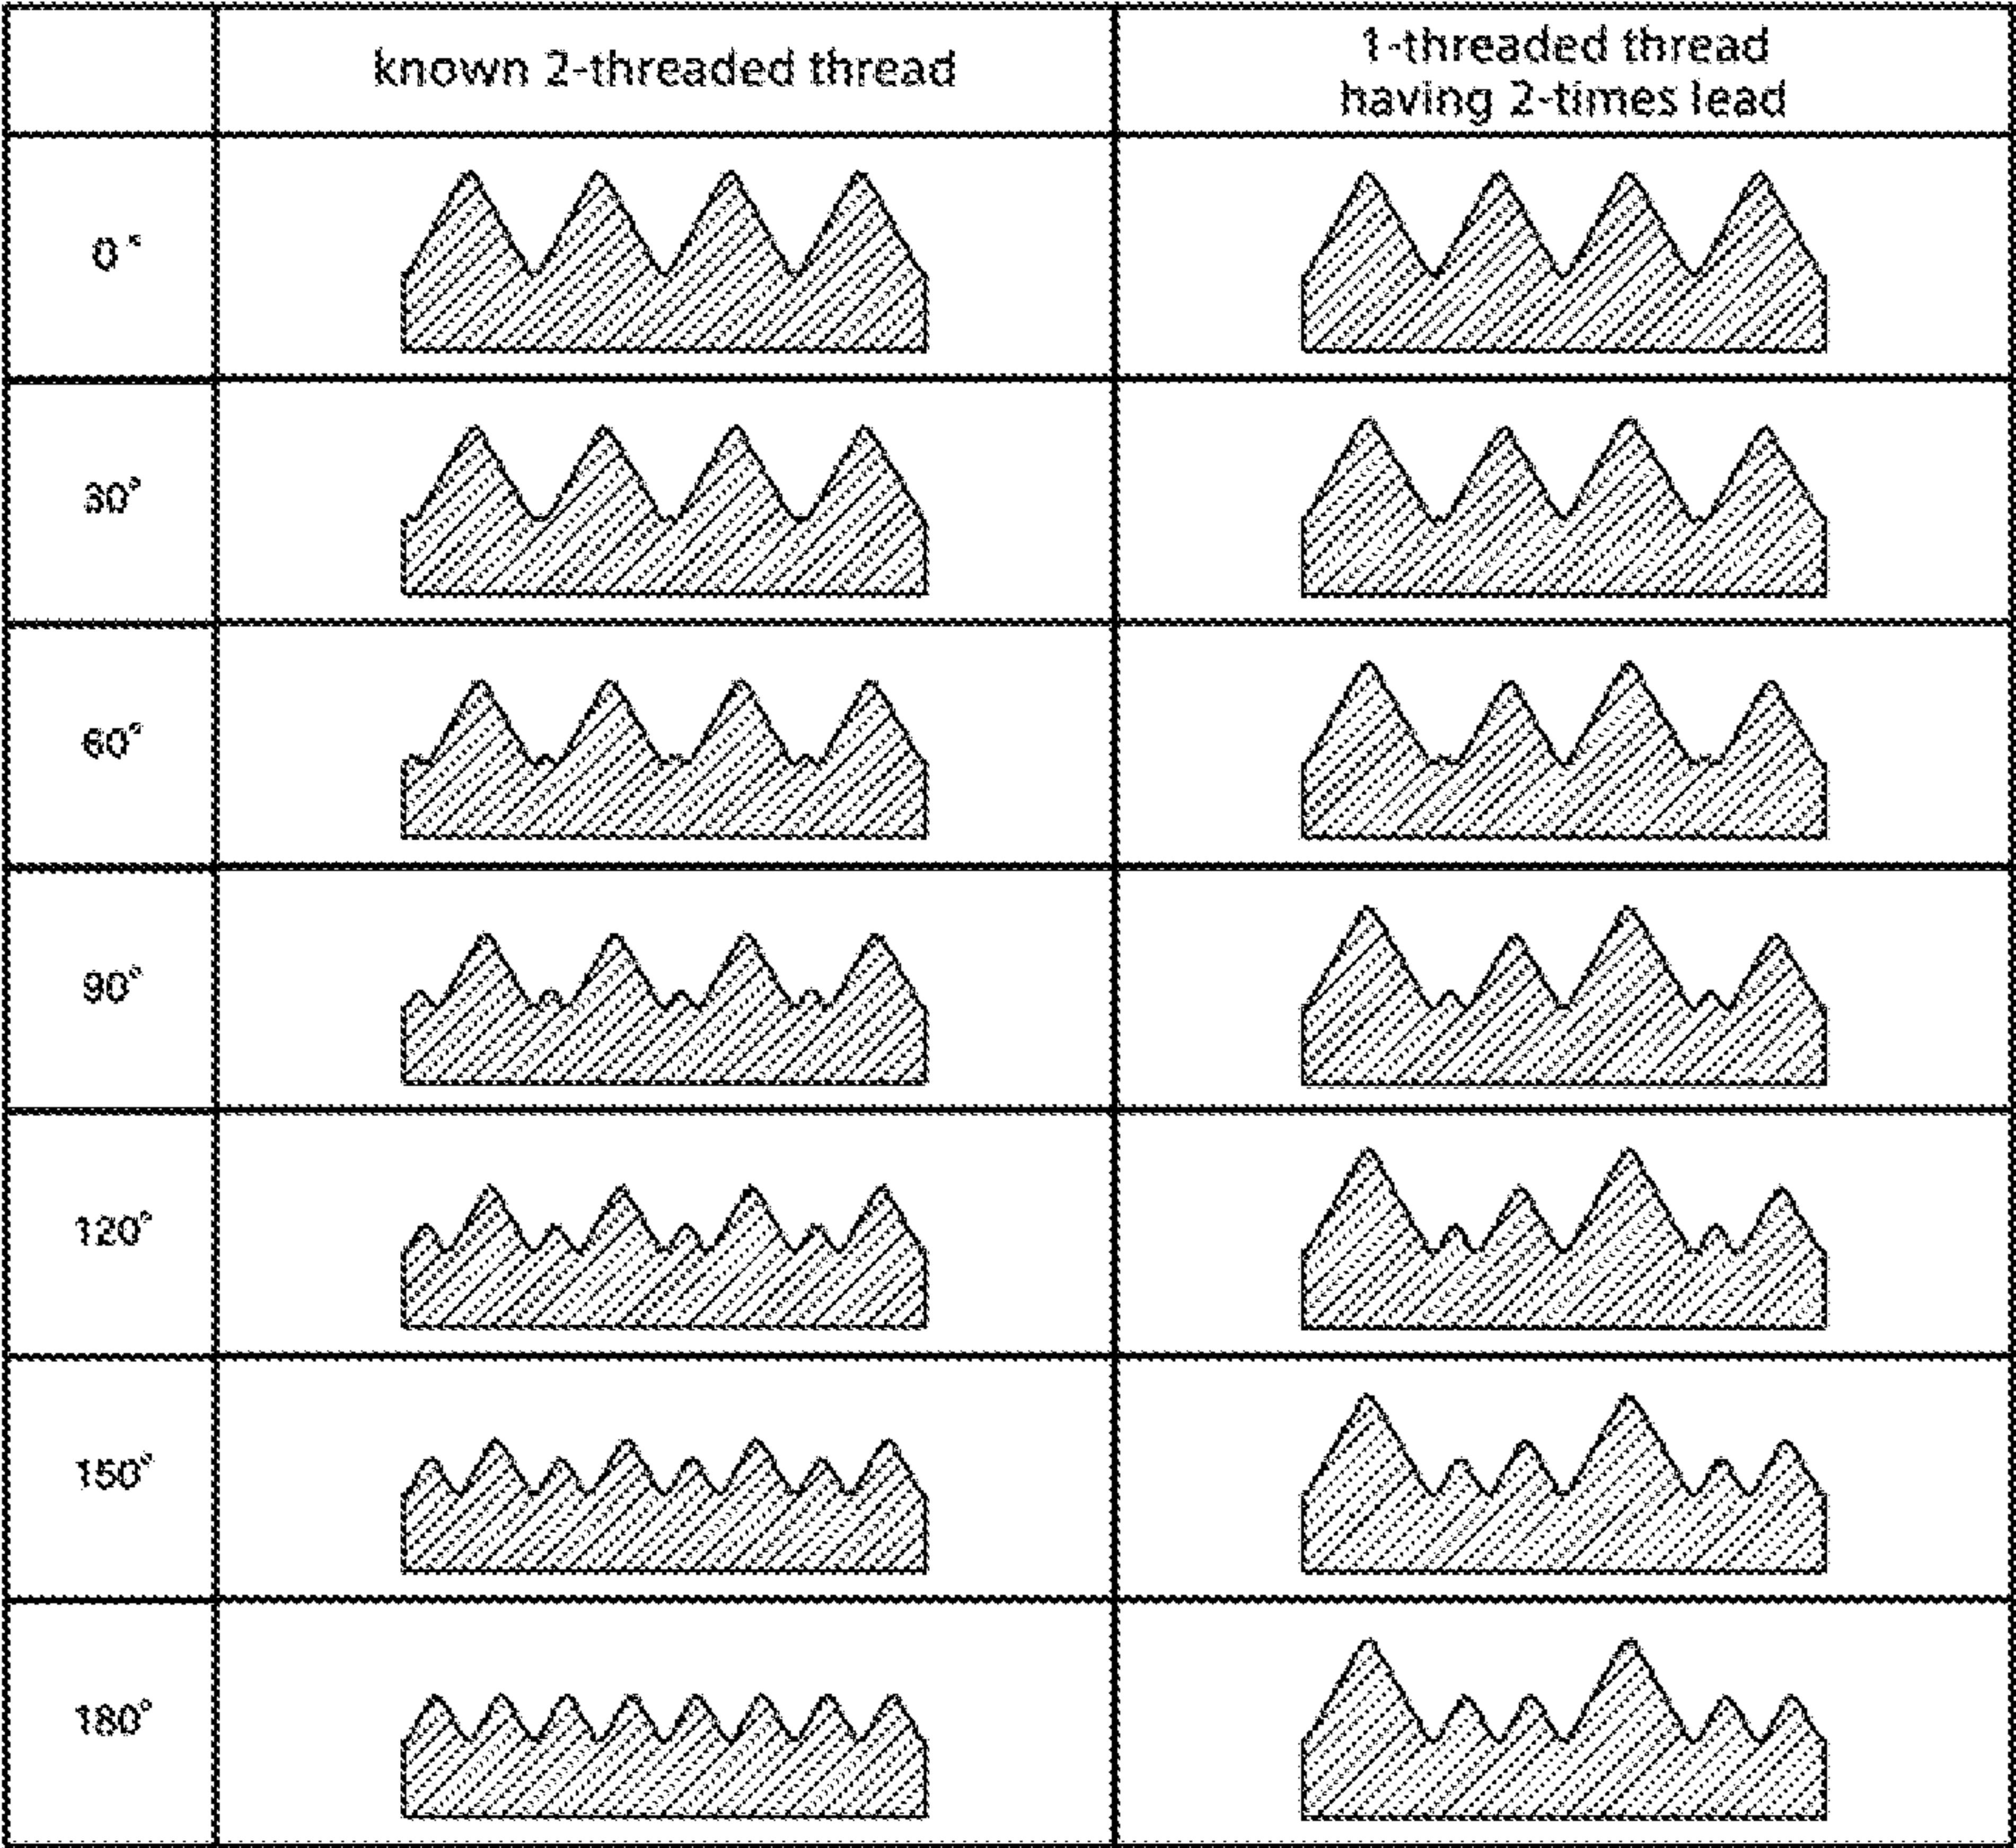 known 2-threaded thread
1-threaded thread
having 2-times lead
0°
30°
60°
90°
120°
150°
180°